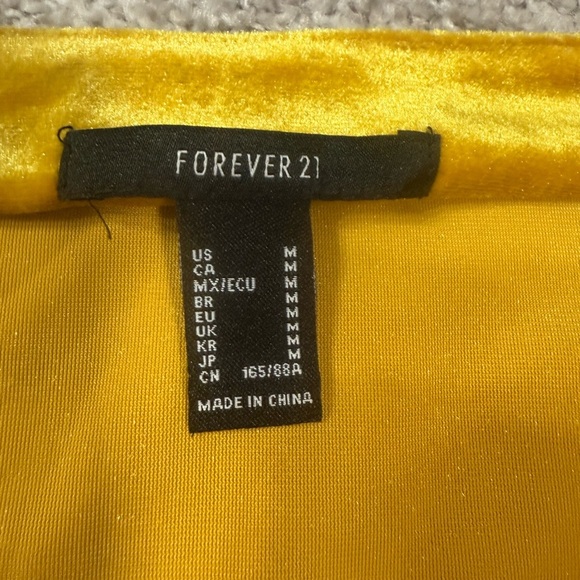 FOREVER 21
US M
CA M
MX/ECU M
BR M
EU M
UK M
KR M
JP M
CN 165/88A
MADE IN CHINA